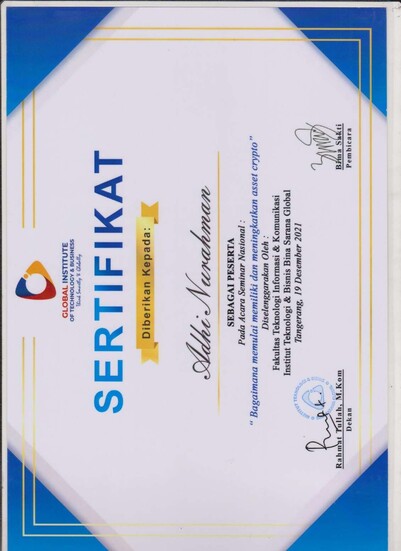 GLOBAL INSTITUTE
OF TECHNOLOGY & BUSINESS
Think Smartly & Globally
SERTIFIKAT
Diberikan Kepada:
Adhi Nurahman
SEBAGAI PESERTA
Pada Acara Seminar Nasional :
“ Bagaimana memulai memiliki dan meningkatkan asset crypto”
Diselenggarakan Oleh :
Fakultas Teknologi Informasi & Komunikasi
Institut Teknologi & Bisnis Bina Sarana Global
Tangerang, 19 Desember 2021
Rahmat Tullah, M.Kom
Dekan
Bima Sakti
Pembicara